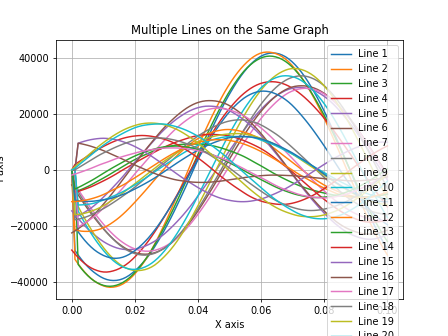 Multiple Lines on the Same Graph
40000
20000
0
−20000
−40000
0.00
0.02
0.04
0.06
X axis
axis
Line 1
Line 2
Line 3
Line 4
Line 5
Line 6
Line 7
Line 8
Line 9
Line 10
Line 11
Line 12
Line 13
Line 14
Line 15
Line 16
Line 17
Line 18
Line 19
Line 20